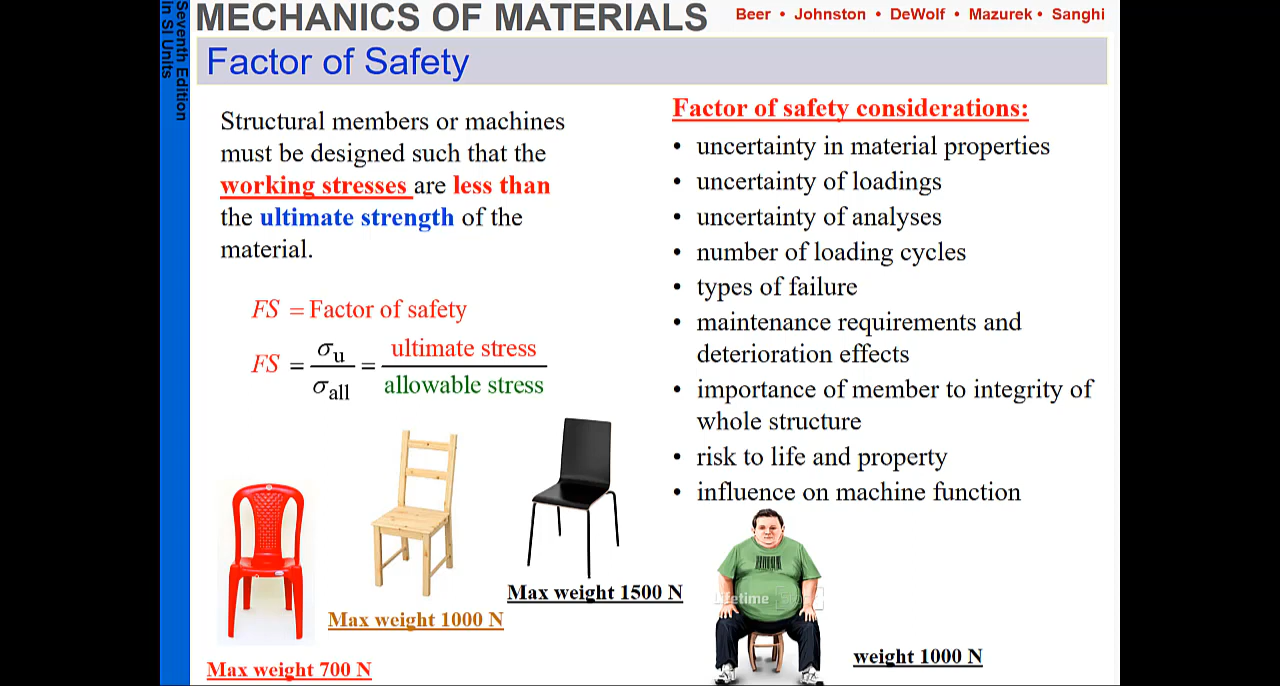 MECHANICS OF MATERIALS
Beer • Johnston • DeWolf • Mazurek • Sanghi
Seventh Edition
in SI Units
Factor of Safety
Structural members or machines
must be designed such that the
working stresses are less than
the ultimate strength of the
material.
FS = Factor of safety
FS = σu / σall = ultimate stress / allowable stress
Max weight 700 N
Max weight 1000 N
Max weight 1500 N
Factor of safety considerations:
• uncertainty in material properties
• uncertainty of loadings
• uncertainty of analyses
• number of loading cycles
• types of failure
• maintenance requirements and
deterioration effects
• importance of member to integrity of
whole structure
• risk to life and property
• influence on machine function
weight 1000 N